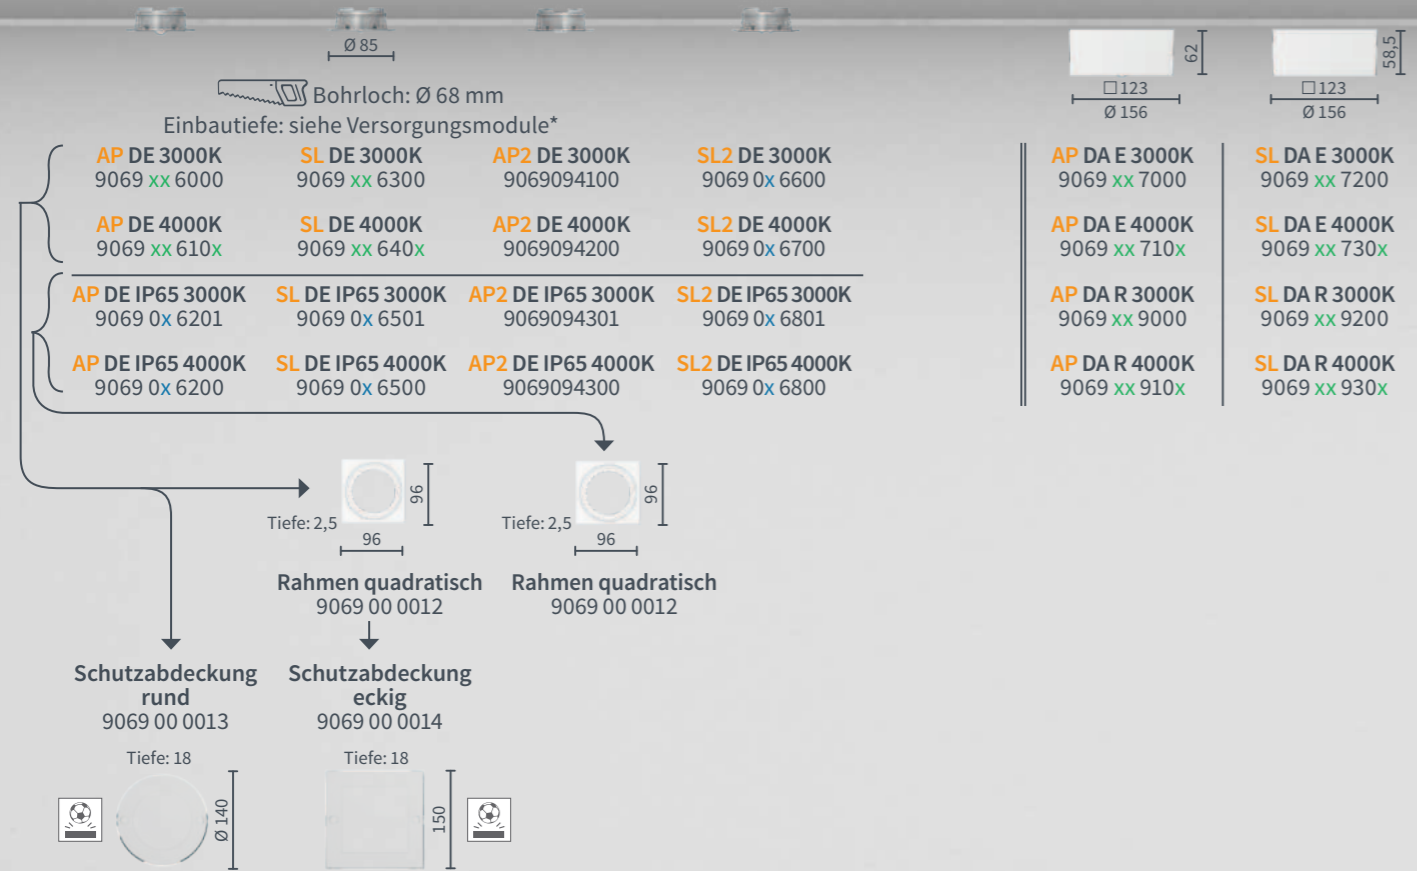 Ø 85
62
58,5
□123
Ø 156
□123
Ø 156
Bohrloch: Ø 68 mm
Einbautiefe: siehe Versorgungsmodule*
AP DE 3000K
9069 xx 6000
SL DE 3000K
9069 xx 6300
AP2 DE 3000K
9069094100
SL2 DE 3000K
9069 0x 6600
AP DA E 3000K
9069 xx 7000
SL DA E 3000K
9069 xx 7200
AP DE 4000K
9069 xx 610x
SL DE 4000K
9069 xx 640x
AP2 DE 4000K
9069094200
SL2 DE 4000K
9069 0x 6700
AP DA E 4000K
9069 xx 710x
SL DA E 4000K
9069 xx 730x
AP DE IP65 3000K
9069 0x 6201
SL DE IP65 3000K
9069 0x 6501
AP2 DE IP65 3000K
9069094301
SL2 DE IP65 3000K
9069 0x 6801
AP DA R 3000K
9069 xx 9000
SL DA R 3000K
9069 xx 9200
AP DE IP65 4000K
9069 0x 6200
SL DE IP65 4000K
9069 0x 6500
AP2 DE IP65 4000K
9069094300
SL2 DE IP65 4000K
9069 0x 6800
AP DA R 4000K
9069 xx 910x
SL DA R 4000K
9069 xx 930x
96
Tiefe: 2,5
96
96
Tiefe: 2,5
96
Rahmen quadratisch
9069 00 0012
Rahmen quadratisch
9069 00 0012
Schutzabdeckung
rund
9069 00 0013
Tiefe: 18
Ø 140
Schutzabdeckung
eckig
9069 00 0014
Tiefe: 18
150